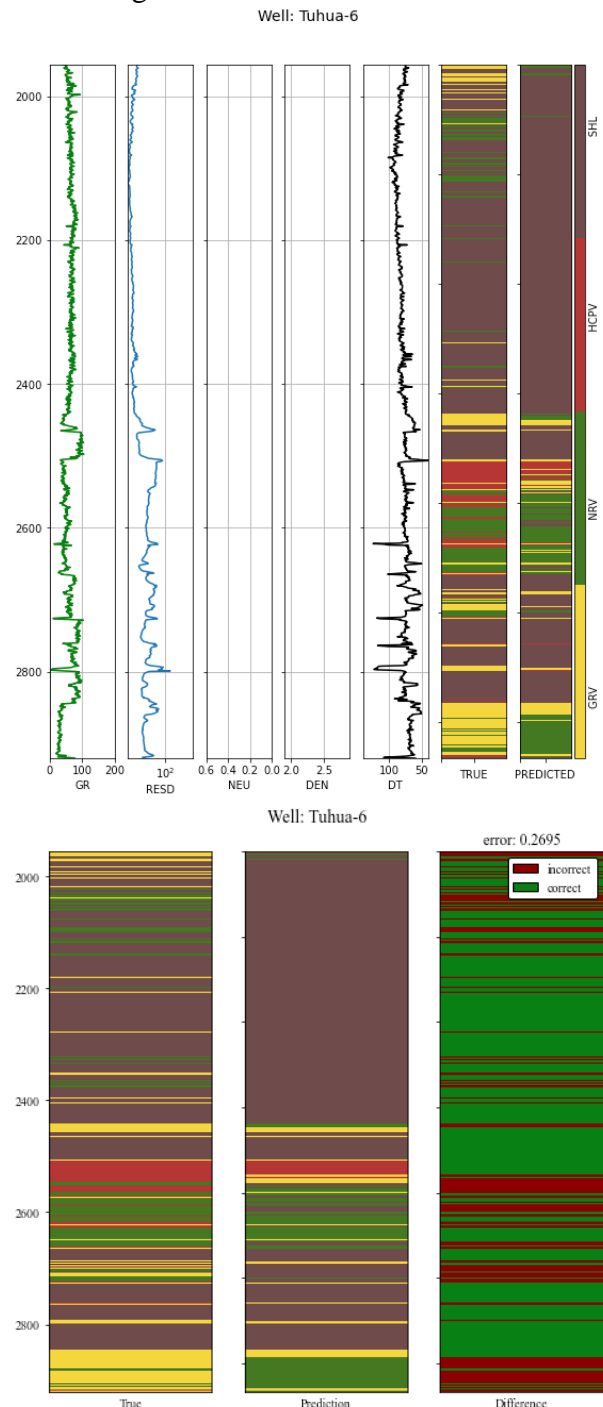 Well: Tuhua-6
2000
2200
2400
2600
2800
SHL
HCPV
NRV
GRV
0 100 200
GR
10²
RESD
0.6 0.4 0.2 0.0
NEU
2.0 2.5
DEN
100 50
DT
TRUE
PREDICTED
Well: Tuhua-6
error: 0.2695
incorrect
correct
2000
2200
2400
2600
2800
True
Prediction
Difference